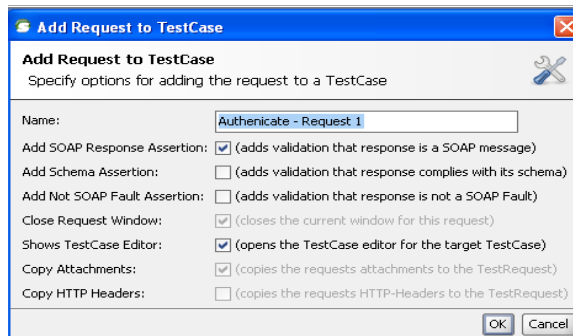 Add Request to TestCase
Add Request to TestCase
Specify options for adding the request to a TestCase
Name: Authenicate - Request 1
Add SOAP Response Assertion: (adds validation that response is a SOAP message)
Add Schema Assertion: (adds validation that response complies with its schema)
Add Not SOAP Fault Assertion: (adds validation that response is not a SOAP Fault)
Close Request Window: (closes the current window for this request)
Shows TestCase Editor: (opens the TestCase editor for the target TestCase)
Copy Attachments: (copies the requests attachments to the TestRequest)
Copy HTTP Headers: (copies the requests HTTP-Headers to the TestRequest)
OK Cancel